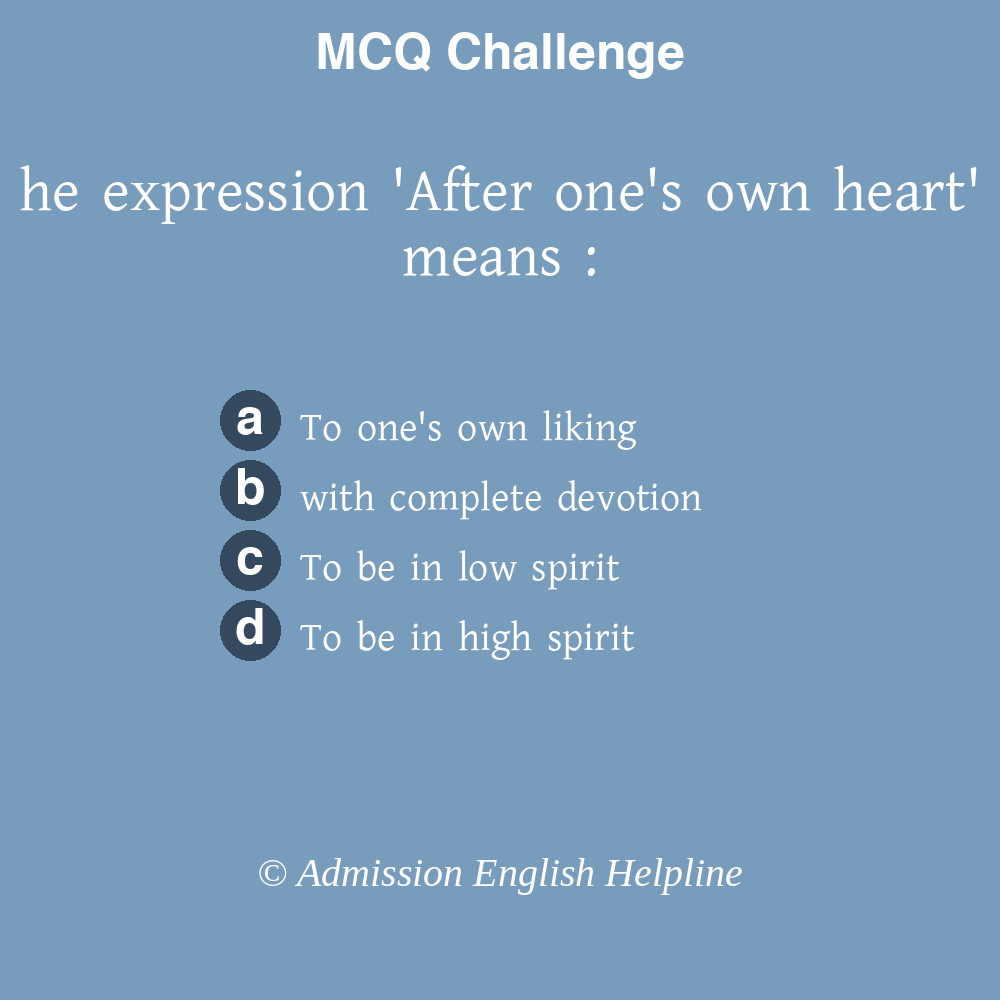 MCQ Challenge
he expression 'After one's own heart'
means :
a To one's own liking
b with complete devotion
c To be in low spirit
d To be in high spirit
© Admission English Helpline